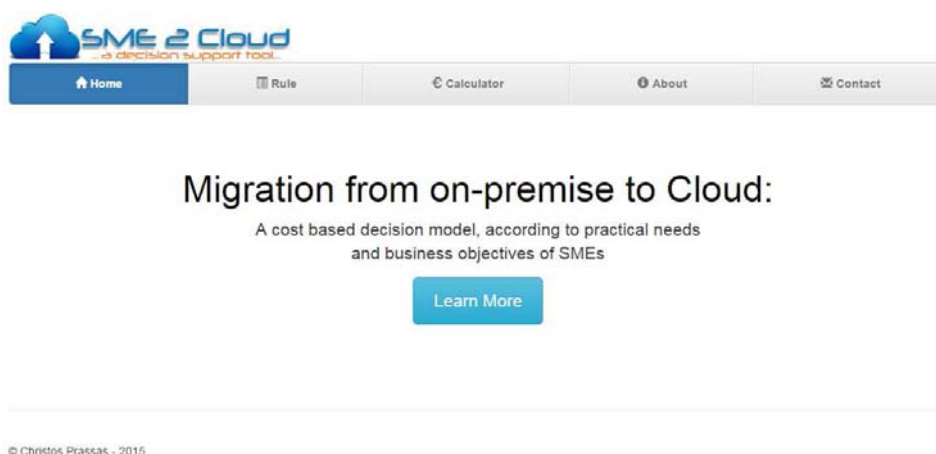 SME 2 Cloud
...a decision support tool...
Home
Rule
€ Calculator
About
Contact
Migration from on-premise to Cloud:
A cost based decision model, according to practical needs
and business objectives of SMEs
Learn More
© Christos Prassas - 2015